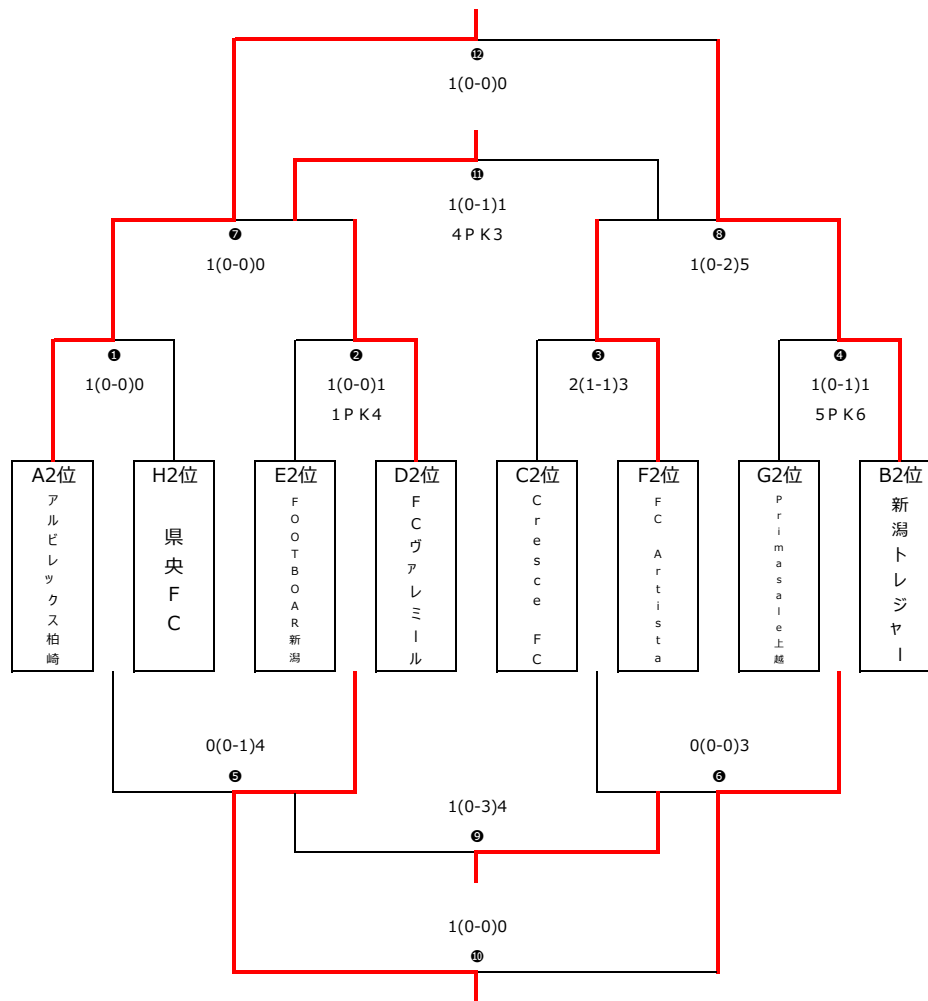 ⓬
1(0-0)0
⓫
1(0-1)1
4ＰＫ3
❼
1(0-0)0
❽
1(0-2)5
❶
1(0-0)0
❷
1(0-0)1
1ＰＫ4
❸
2(1-1)3
❹
1(0-1)1
5ＰＫ6
A2位
アルビレックス柏崎
H2位
県央ＦＣ
E2位
ＦＯＯＴＢＯＡＲ新潟
D2位
ＦＣヴァレミール
C2位
Ｃｒｅｓｃｅ　ＦＣ
F2位
ＦＣ　Ａｒｔｉｓｔａ
G2位
Ｐｒｉｍａｓａｌｅ上越
B2位
新潟トレジャー
0(0-1)4
❺
0(0-0)3
❻
1(0-3)4
❾
1(0-0)0
❿